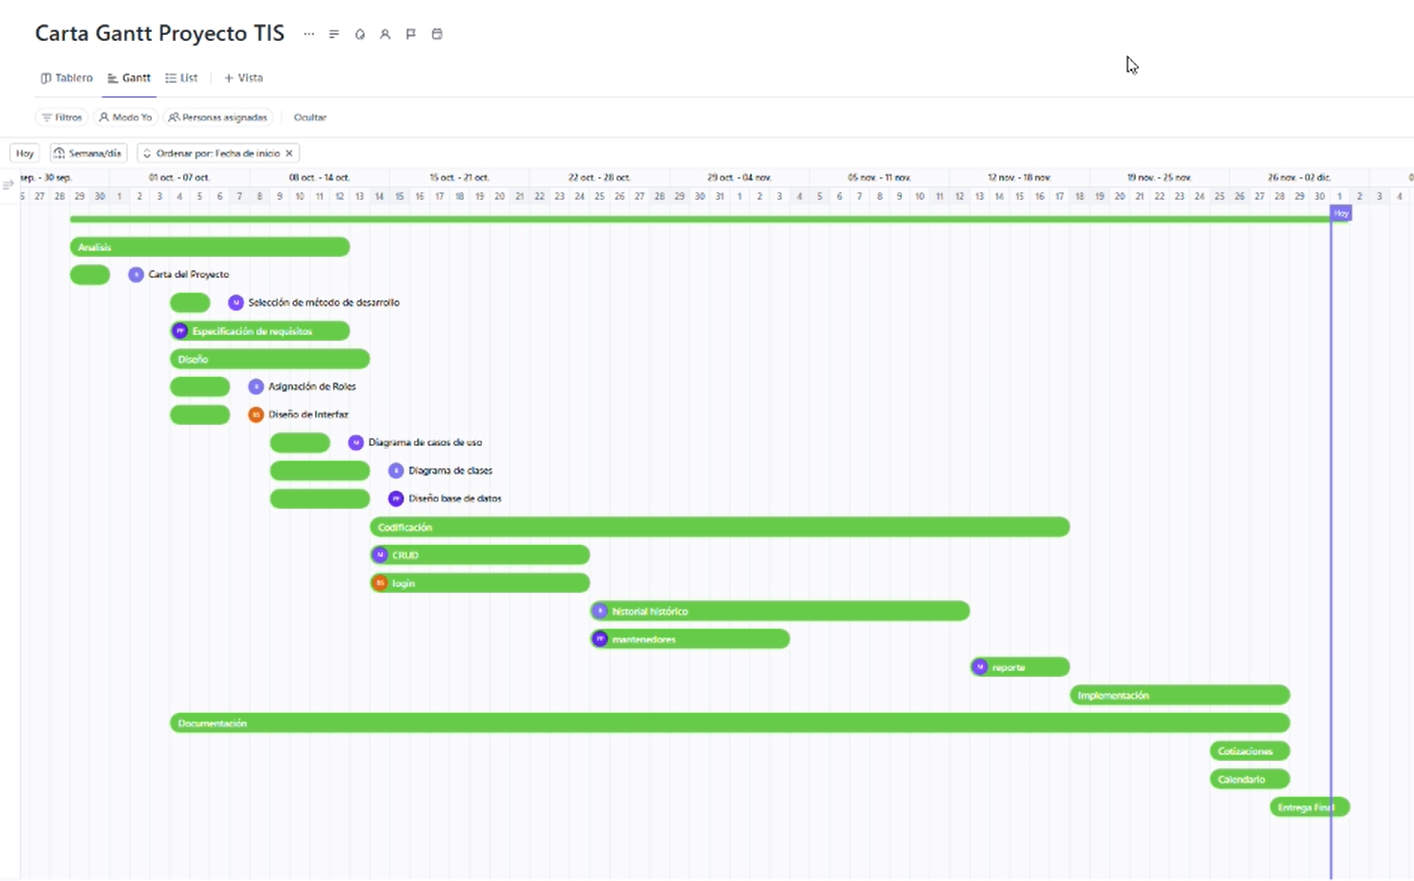 Carta Gantt Proyecto TIS ...
Tablero Gantt List + Vista
Filtros Modo Yo Personas asignadas Ocultar
Hoy Semana/día Ordenar por: Fecha de inicio ×
sep. - 30 sep. 01 oct. - 07 oct. 08 oct. - 14 oct. 15 oct. - 21 oct. 22 oct. - 28 oct. 29 oct. - 04 nov. 05 nov. - 11 nov. 12 nov. - 18 nov. 19 nov. - 25 nov. 26 nov. - 02 dic.
27 28 29 30 1 2 3 4 5 6 7 8 9 10 11 12 13 14 15 16 17 18 19 20 21 22 23 24 25 26 27 28 29 30 31 1 2 3 4 5 6 7 8 9 10 11 12 13 14 15 16 17 18 19 20 21 22 23 24 25 26 27 28 29 30 1 2 3 4
Hoy
Analisis
Carta del Proyecto
M Selección de método de desarrollo
PP Especificación de requisitos
Diseño
Asignación de Roles
Diseño de Interfaz
M Diagrama de casos de uso
Diagrama de clases
PP Diseño base de datos
Codificación
M CRUD
login
historial histórico
PP mantenedores
M reporte
Implementación
Documentación
Cotizaciones
Calendario
Entrega Final